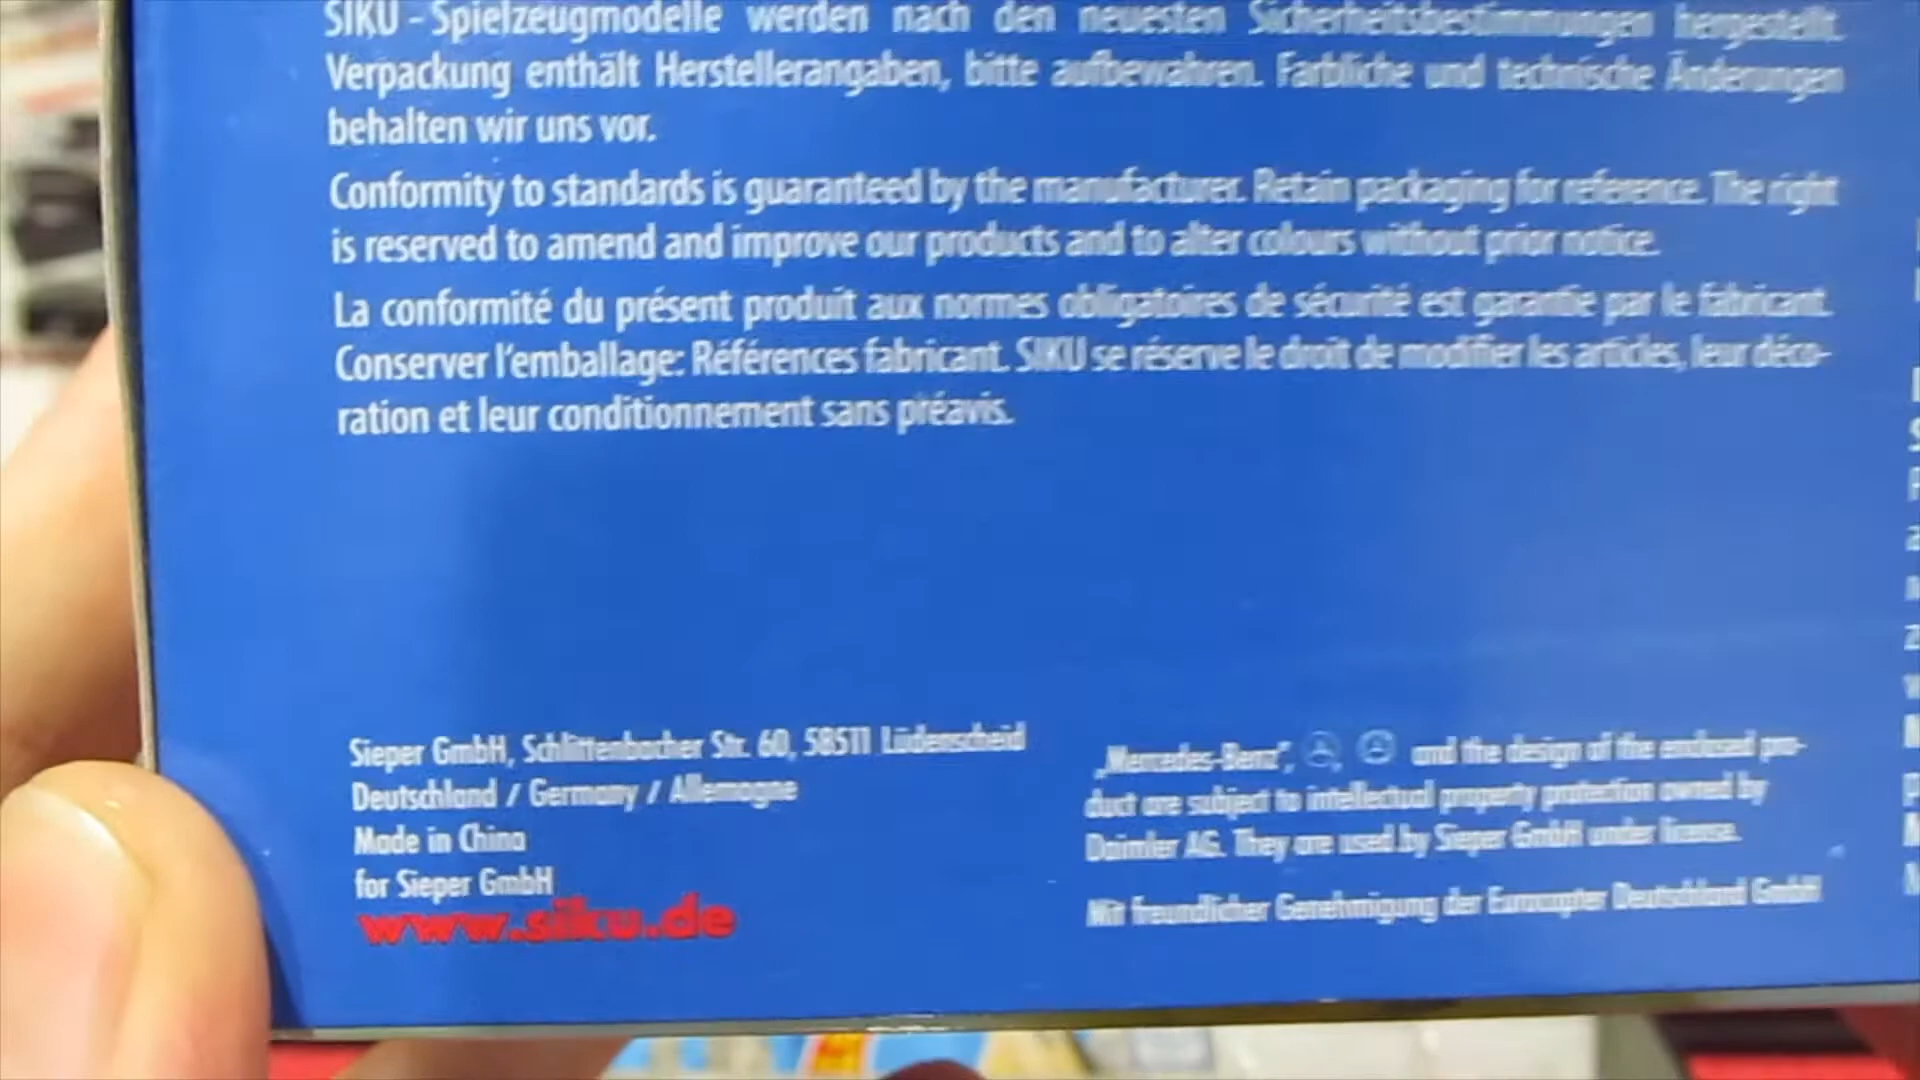 SIKU - Spielzeugmodelle werden nach den neuesten Sicherheitsbestimmungen hergestellt.
Verpackung enthält Herstellerangaben, bitte aufbewahren. Farbliche und technische Änderungen
behalten wir uns vor.
Conformity to standards is guaranteed by the manufacturer. Retain packaging for reference. The right
is reserved to amend and improve our products and to alter colours without prior notice.
La conformité du présent produit aux normes obligatoires de sécurité est garantie par le fabricant.
Conserver l'emballage: Références fabricant. SIKU se réserve le droit de modifier les articles, leur déco-
ration et leur conditionnement sans préavis.
Sieper GmbH, Schlittenbacher Str. 60, 58511 Lüdenscheid
Deutschland / Germany / Allemagne
Made in China
for Sieper GmbH
www.siku.de
„Mercedes-Benz", and the design of the enclosed pro-
duct are subject to intellectual property protection owned by
Daimler AG. They are used by Sieper GmbH under license.
Mit freundlicher Genehmigung der Eurocopter Deutschland GmbH